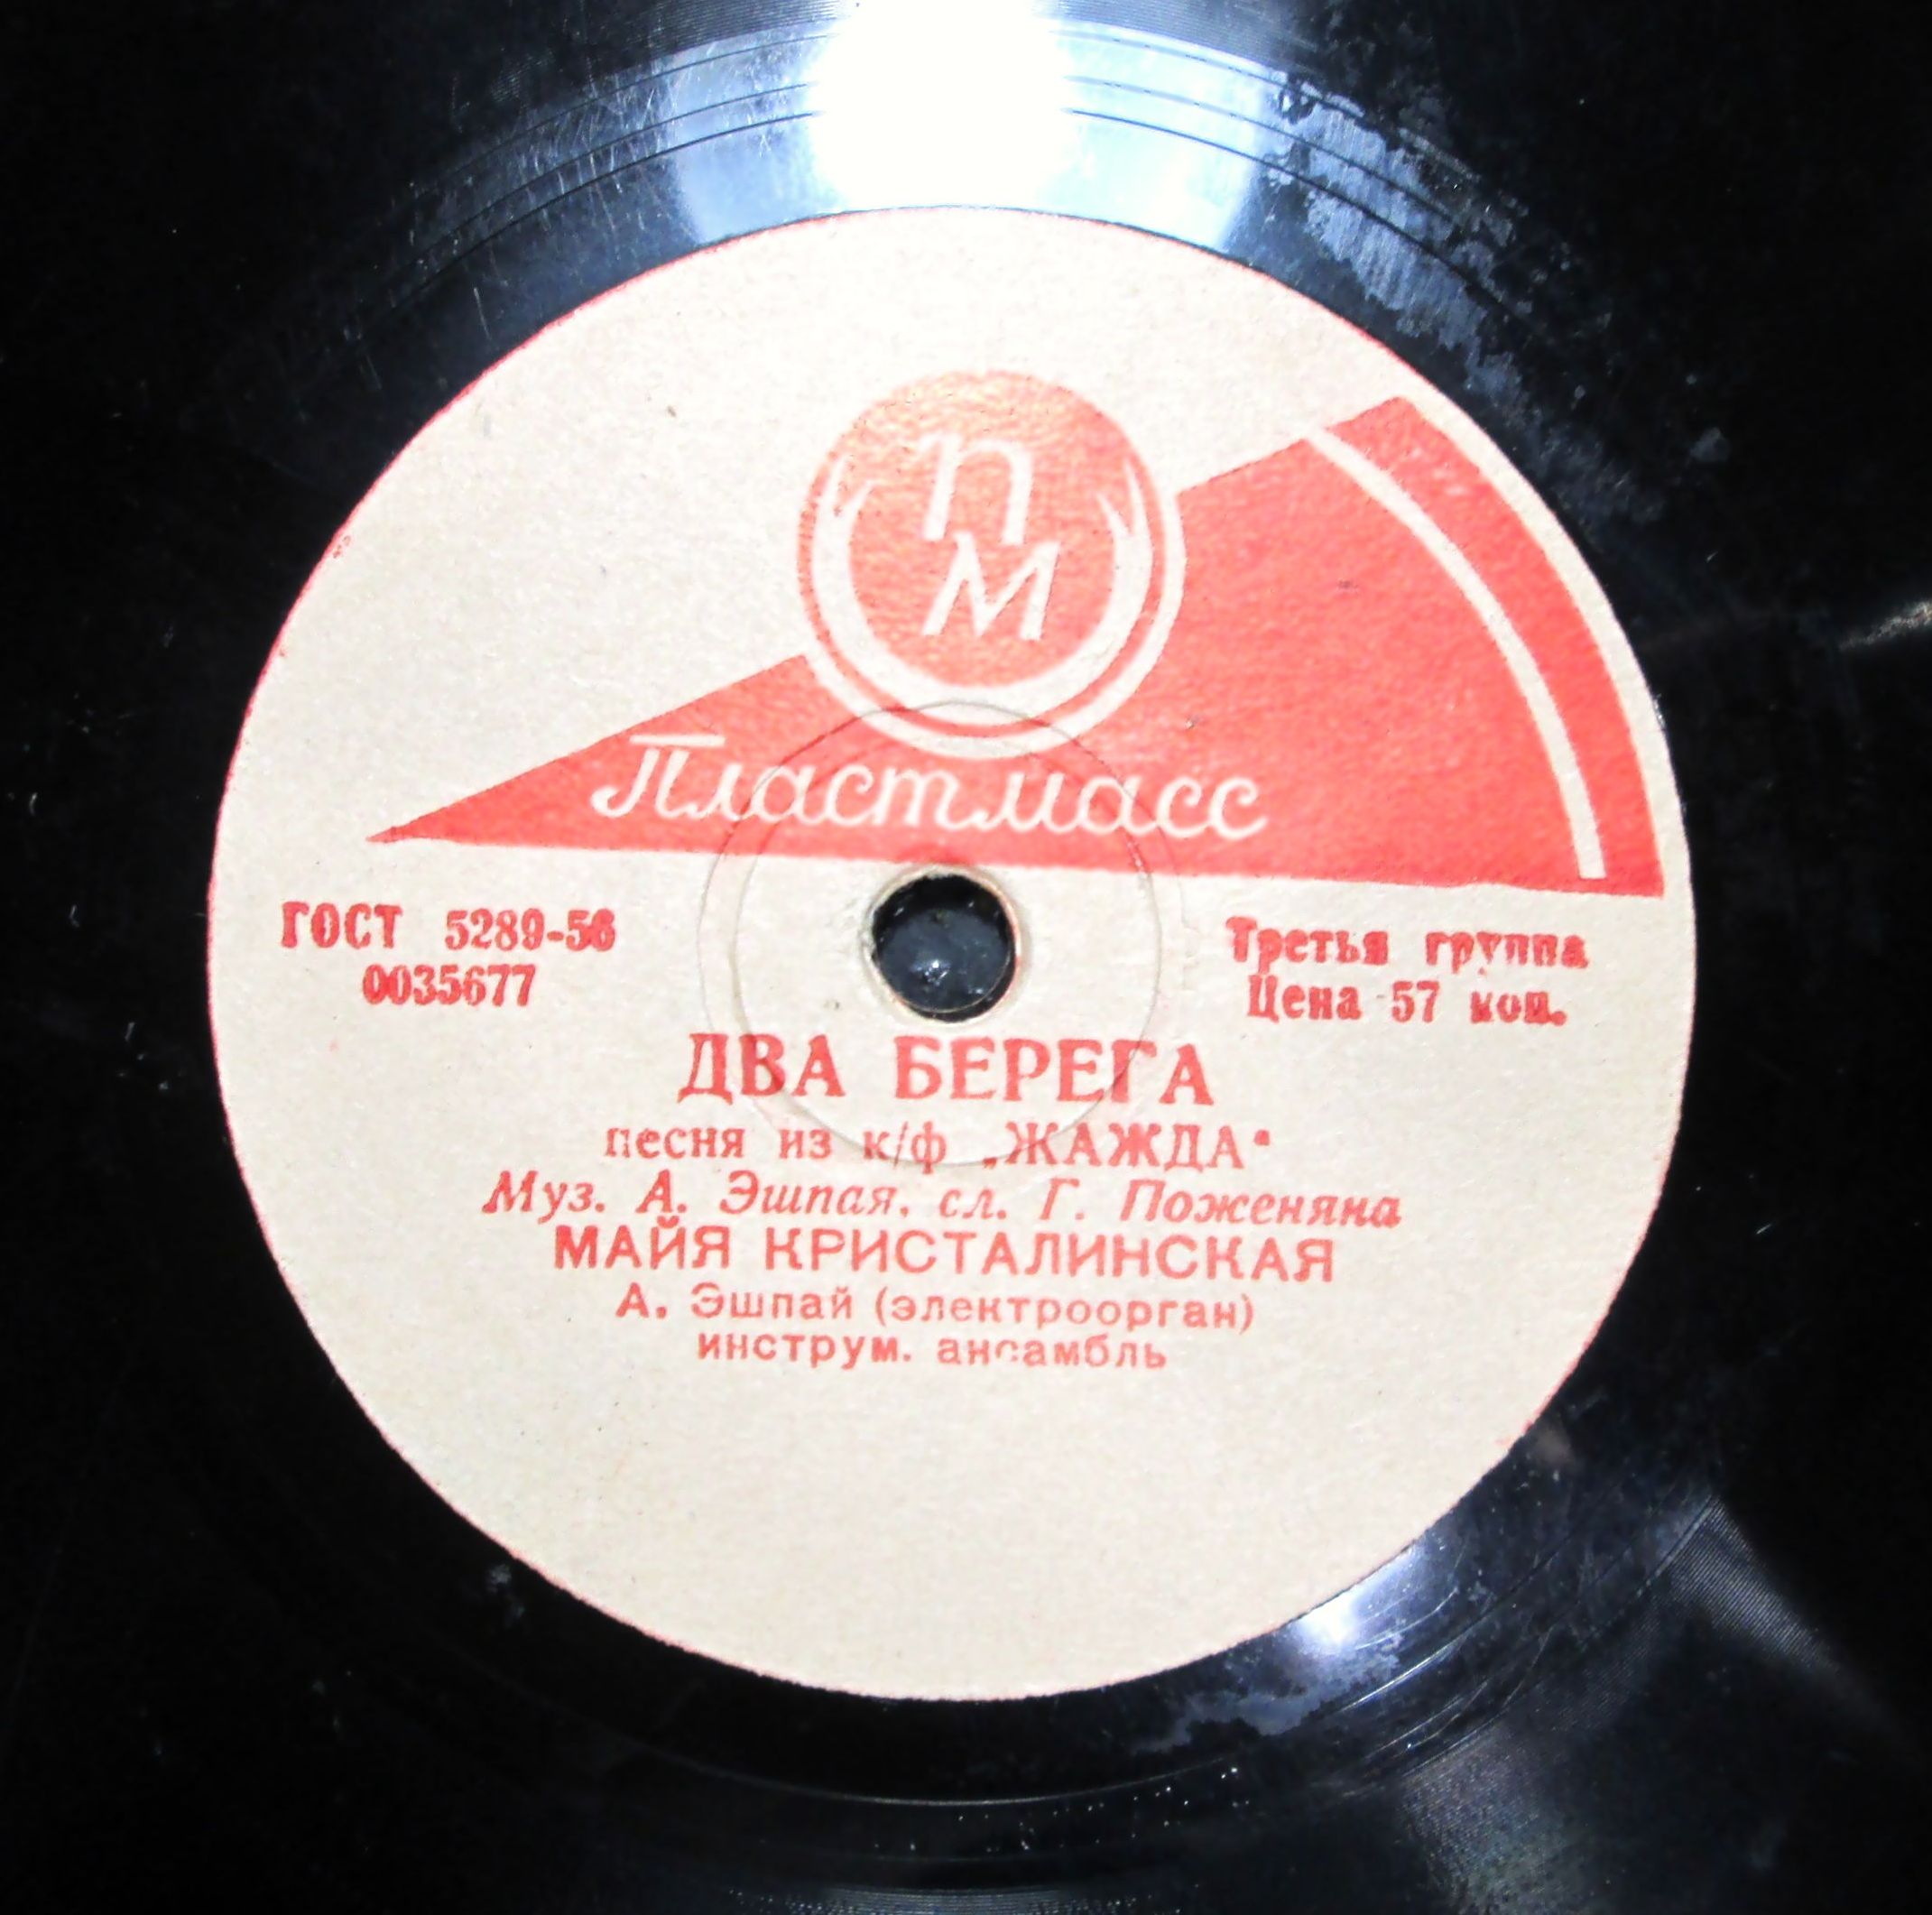 ПМ
Пластмасс
ГОСТ 5289-56
0035677
Третья группа
Цена 57 коп.
ДВА БЕРЕГА
песня из к/ф „ЖАЖДА“
Муз. А. Эшпая, сл. Г. Поженяна
МАЙЯ КРИСТАЛИНСКАЯ
А. Эшпай (электроорган)
инструм. ансамбль